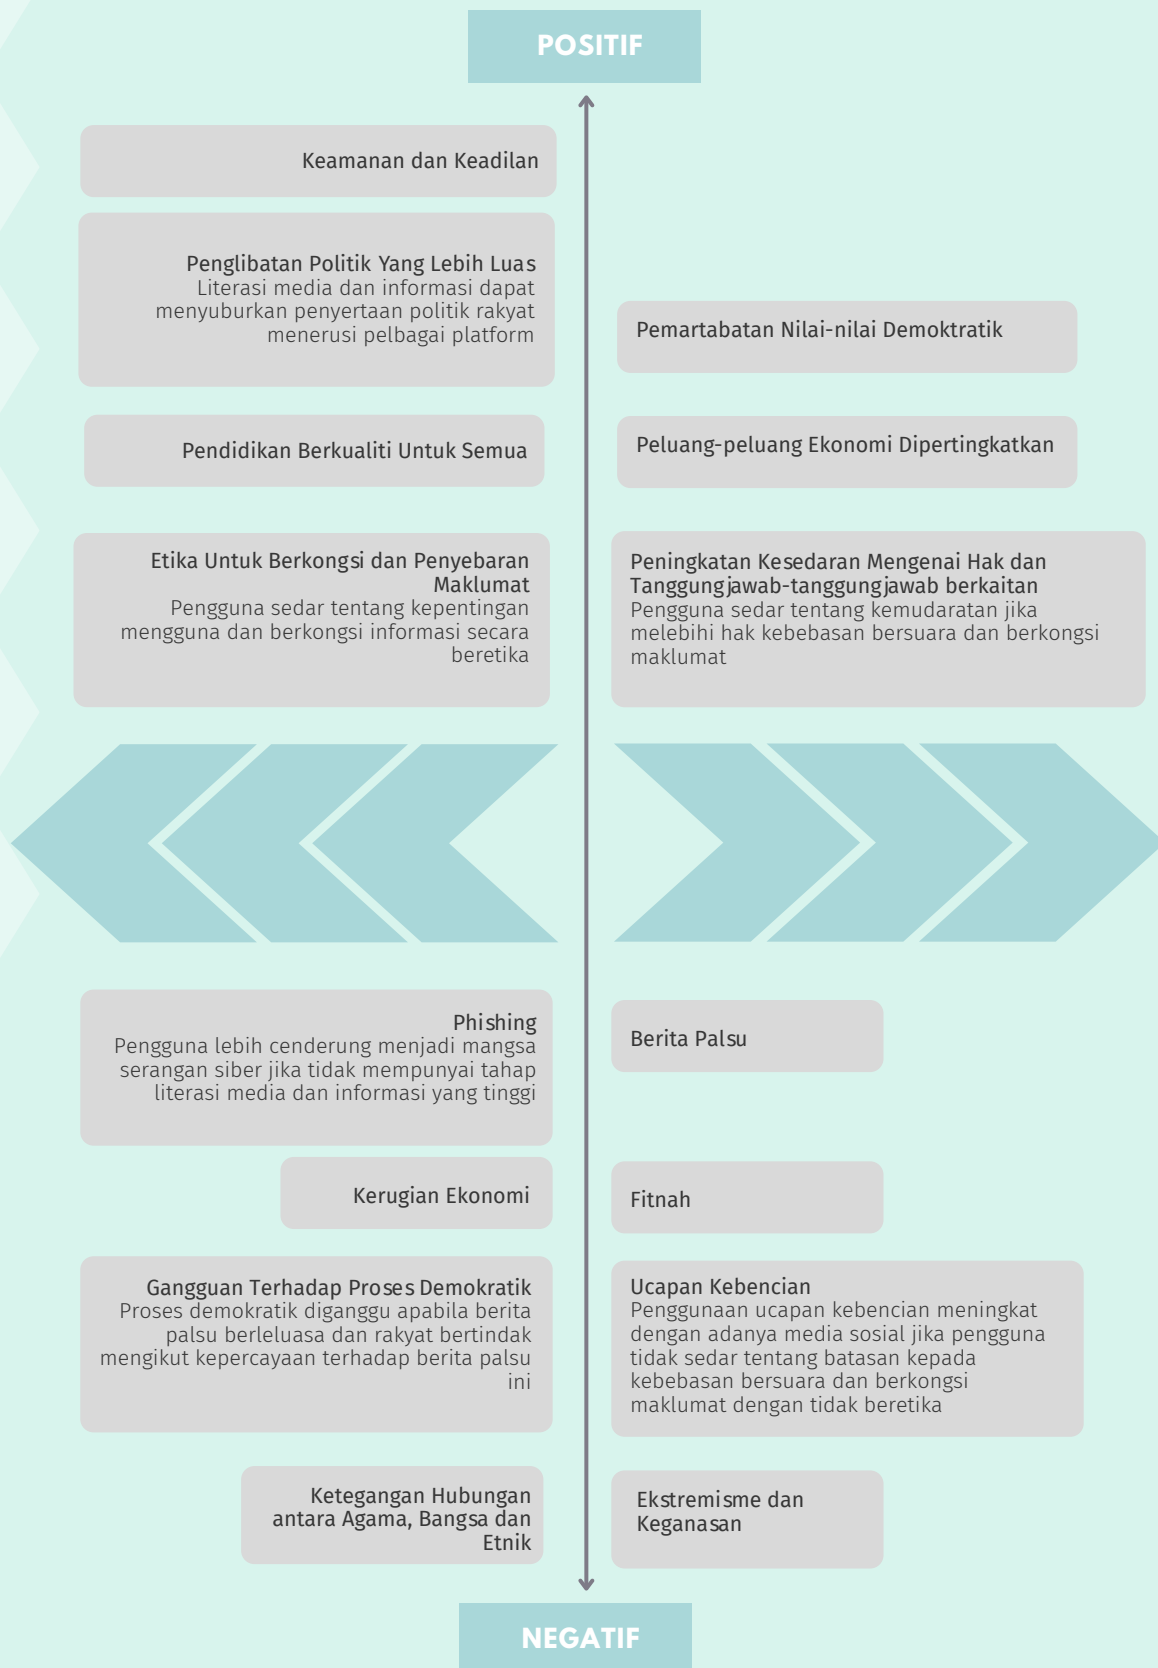 POSITIF
Keamanan dan Keadilan
Penglibatan Politik Yang Lebih Luas
Literasi media dan informasi dapat
menyuburkan penyertaan politik rakyat
menerusi pelbagai platform
Pemartabatan Nilai-nilai Demoktratik
Pendidikan Berkualiti Untuk Semua
Peluang-peluang Ekonomi Dipertingkatkan
Etika Untuk Berkongsi dan Penyebaran
Maklumat
Pengguna sedar tentang kepentingan
mengguna dan berkongsi informasi secara
beretika
Peningkatan Kesedaran Mengenai Hak dan
Tanggungjawab-tanggungjawab berkaitan
Pengguna sedar tentang kemudaratan jika
melebihi hak kebebasan bersuara dan berkongsi
maklumat
Phishing
Pengguna lebih cenderung menjadi mangsa
serangan siber jika tidak mempunyai tahap
literasi media dan informasi yang tinggi
Berita Palsu
Kerugian Ekonomi
Fitnah
Gangguan Terhadap Proses Demokratik
Proses demokratik diganggu apabila berita
palsu berleluasa dan rakyat bertindak
mengikut kepercayaan terhadap berita palsu
ini
Ucapan Kebencian
Penggunaan ucapan kebencian meningkat
dengan adanya media sosial jika pengguna
tidak sedar tentang batasan kepada
kebebasan bersuara dan berkongsi
maklumat dengan tidak beretika
Ketegangan Hubungan
antara Agama, Bangsa dan
Etnik
Ekstremisme dan
Keganasan
NEGATIF